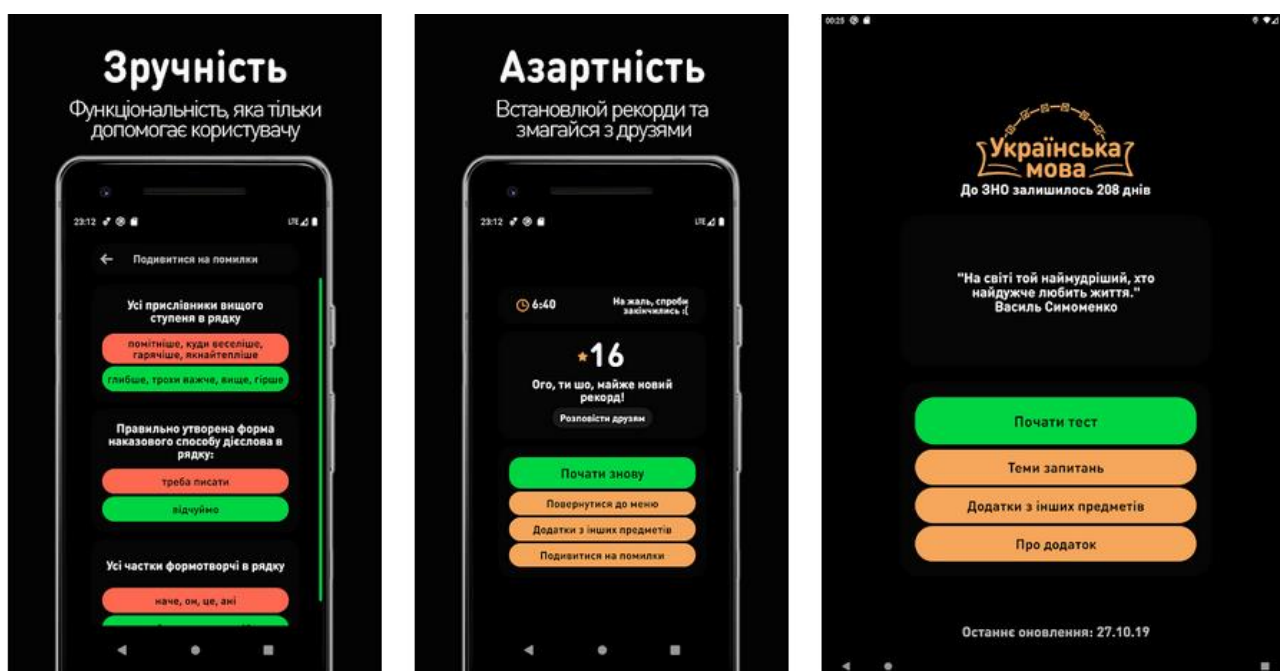 Зручність
Функціональність, яка тільки
допомогає користувачу
23:12
LTE
Подивитися на помилки
Усі прислівники вищого
ступеня в рядку
помітніше, куди веселіше,
гарячіше, якнайтепліше
глибше, трохи важче, вище, гірше
Правильно утворена форма
наказового способу дієслова в
рядку:
треба писати
відчуймо
Усі частки формотворчі в рядку
наче, он, це, ані
Азартність
Встановлюй рекорди та
змагайся з друзями
23:12
LTE
6:40
На жаль, спроби
закінчились :(
16
Ого, ти шо, майже новий
рекорд!
Розповісти друзям
Почати знову
Повернутися до меню
Додатки з інших предметів
Подивитися на помилки
00:25
Українська
мова
До ЗНО залишилось 208 днів
"На світі той наймудріший, хто
найдужче любить життя."
Василь Симоменко
Почати тест
Теми запитань
Додатки з інших предметів
Про додаток
Останнє оновлення: 27.10.19